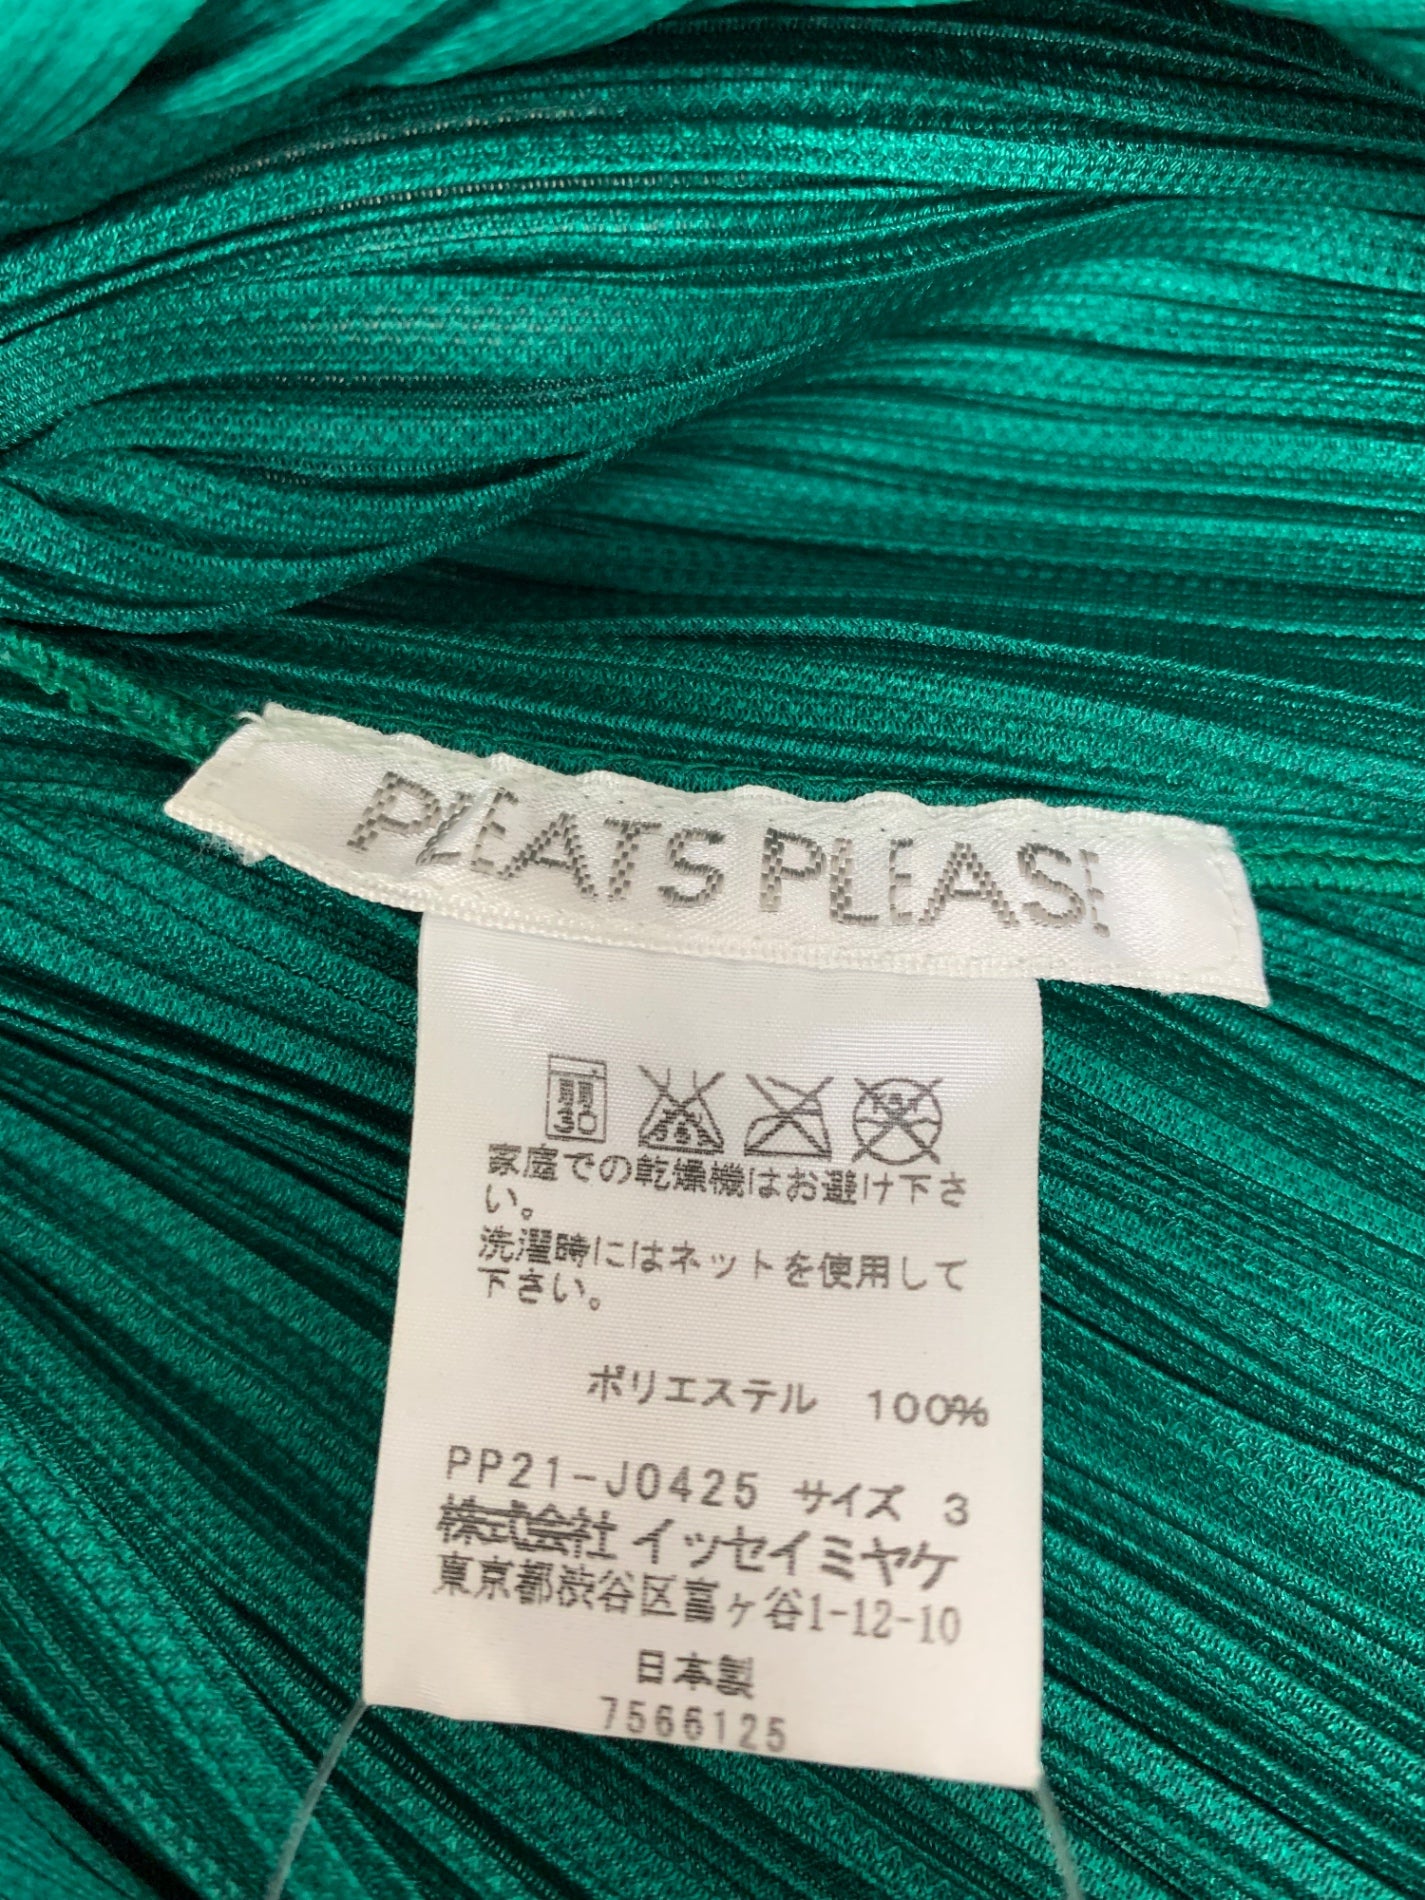 PLEATS PLEASE
弱
30
家庭での乾燥機はお避け下さ
い。
洗濯時にはネットを使用して
下さい。
ポリエステル 100%
PP21-J0425 サイズ 3
株式会社 イッセイミヤケ
東京都渋谷区富ヶ谷1-12-10
日本製
7566125